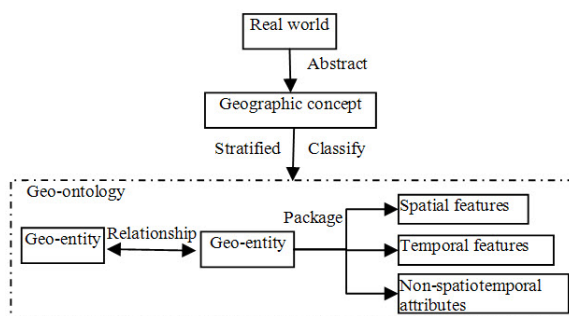 Real world
Abstract
Geographic concept
Stratified Classify
Geo-ontology
Package
Spatial features
Geo-entity
Relationship
Geo-entity
Temporal features
Non-spatiotemporal
attributes